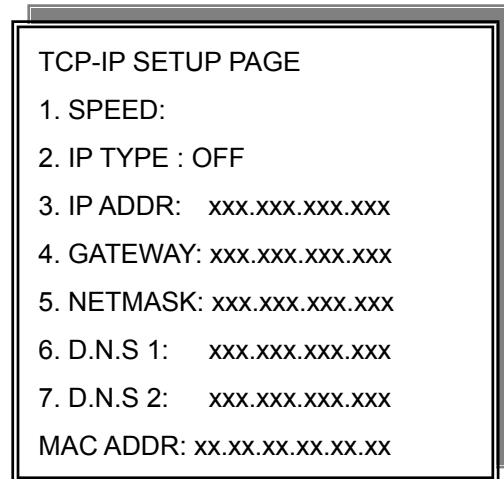 TCP-IP SETUP PAGE
1. SPEED:
2. IP TYPE : OFF
3. IP ADDR: xxx.xxx.xxx.xxx
4. GATEWAY: xxx.xxx.xxx.xxx
5. NETMASK: xxx.xxx.xxx.xxx
6. D.N.S 1: xxx.xxx.xxx.xxx
7. D.N.S 2: xxx.xxx.xxx.xxx
MAC ADDR: xx.xx.xx.xx.xx.xx